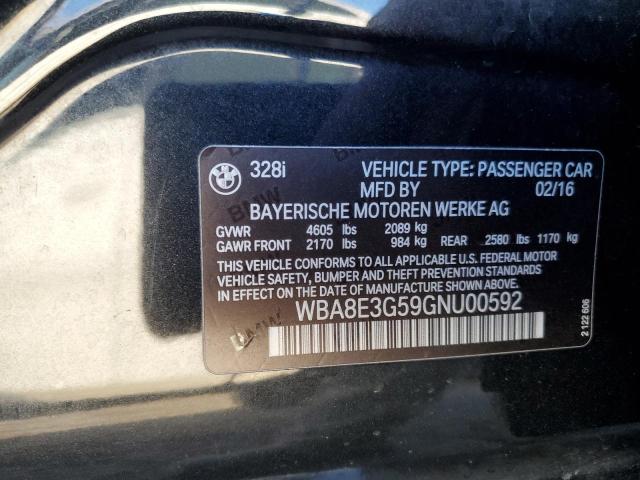 328i VEHICLE TYPE: PASSENGER CAR
MFD BY 02/16
BAYERISCHE MOTOREN WERKE AG
GVWR 4605 lbs 2089 kg
GAWR FRONT 2170 lbs 984 kg REAR 2580 lbs 1170 kg
THIS VEHICLE CONFORMS TO ALL APPLICABLE U.S. FEDERAL MOTOR
VEHICLE SAFETY, BUMPER, AND THEFT PREVENTION STANDARDS
IN EFFECT ON THE DATE OF MANUFACTURE SHOWN ABOVE.
WBA8E3G59GNU00592
2 122 606
BMW
BMW